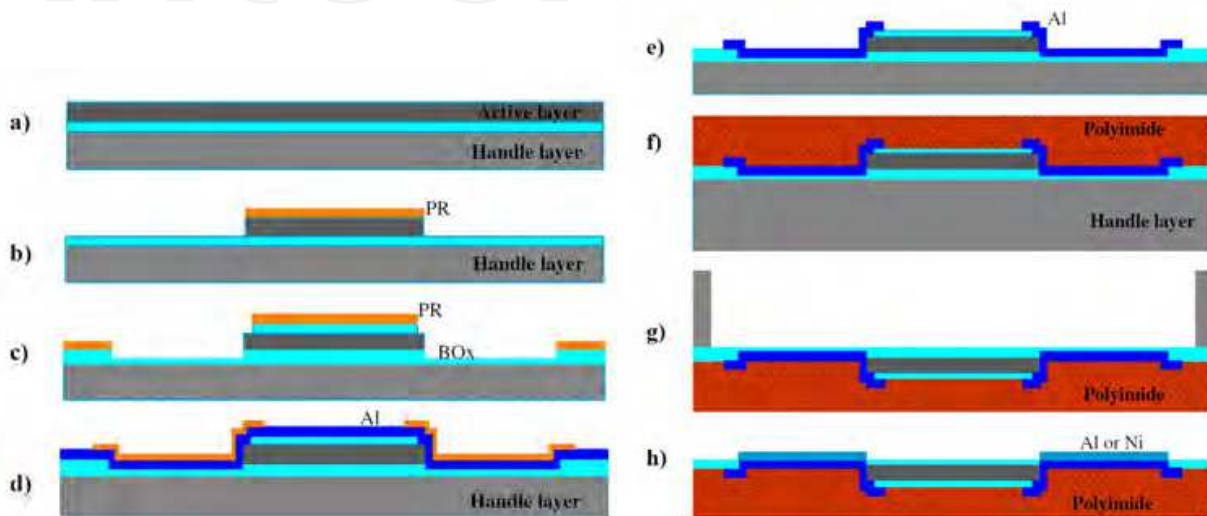 a)
Active layer
Handle layer
b)
PR
Handle layer
c)
PR
BOx
d)
Al
Handle layer
e)
Al
f)
Polyimide
Handle layer
g)
Polyimide
h)
Al or Ni
Polyimide